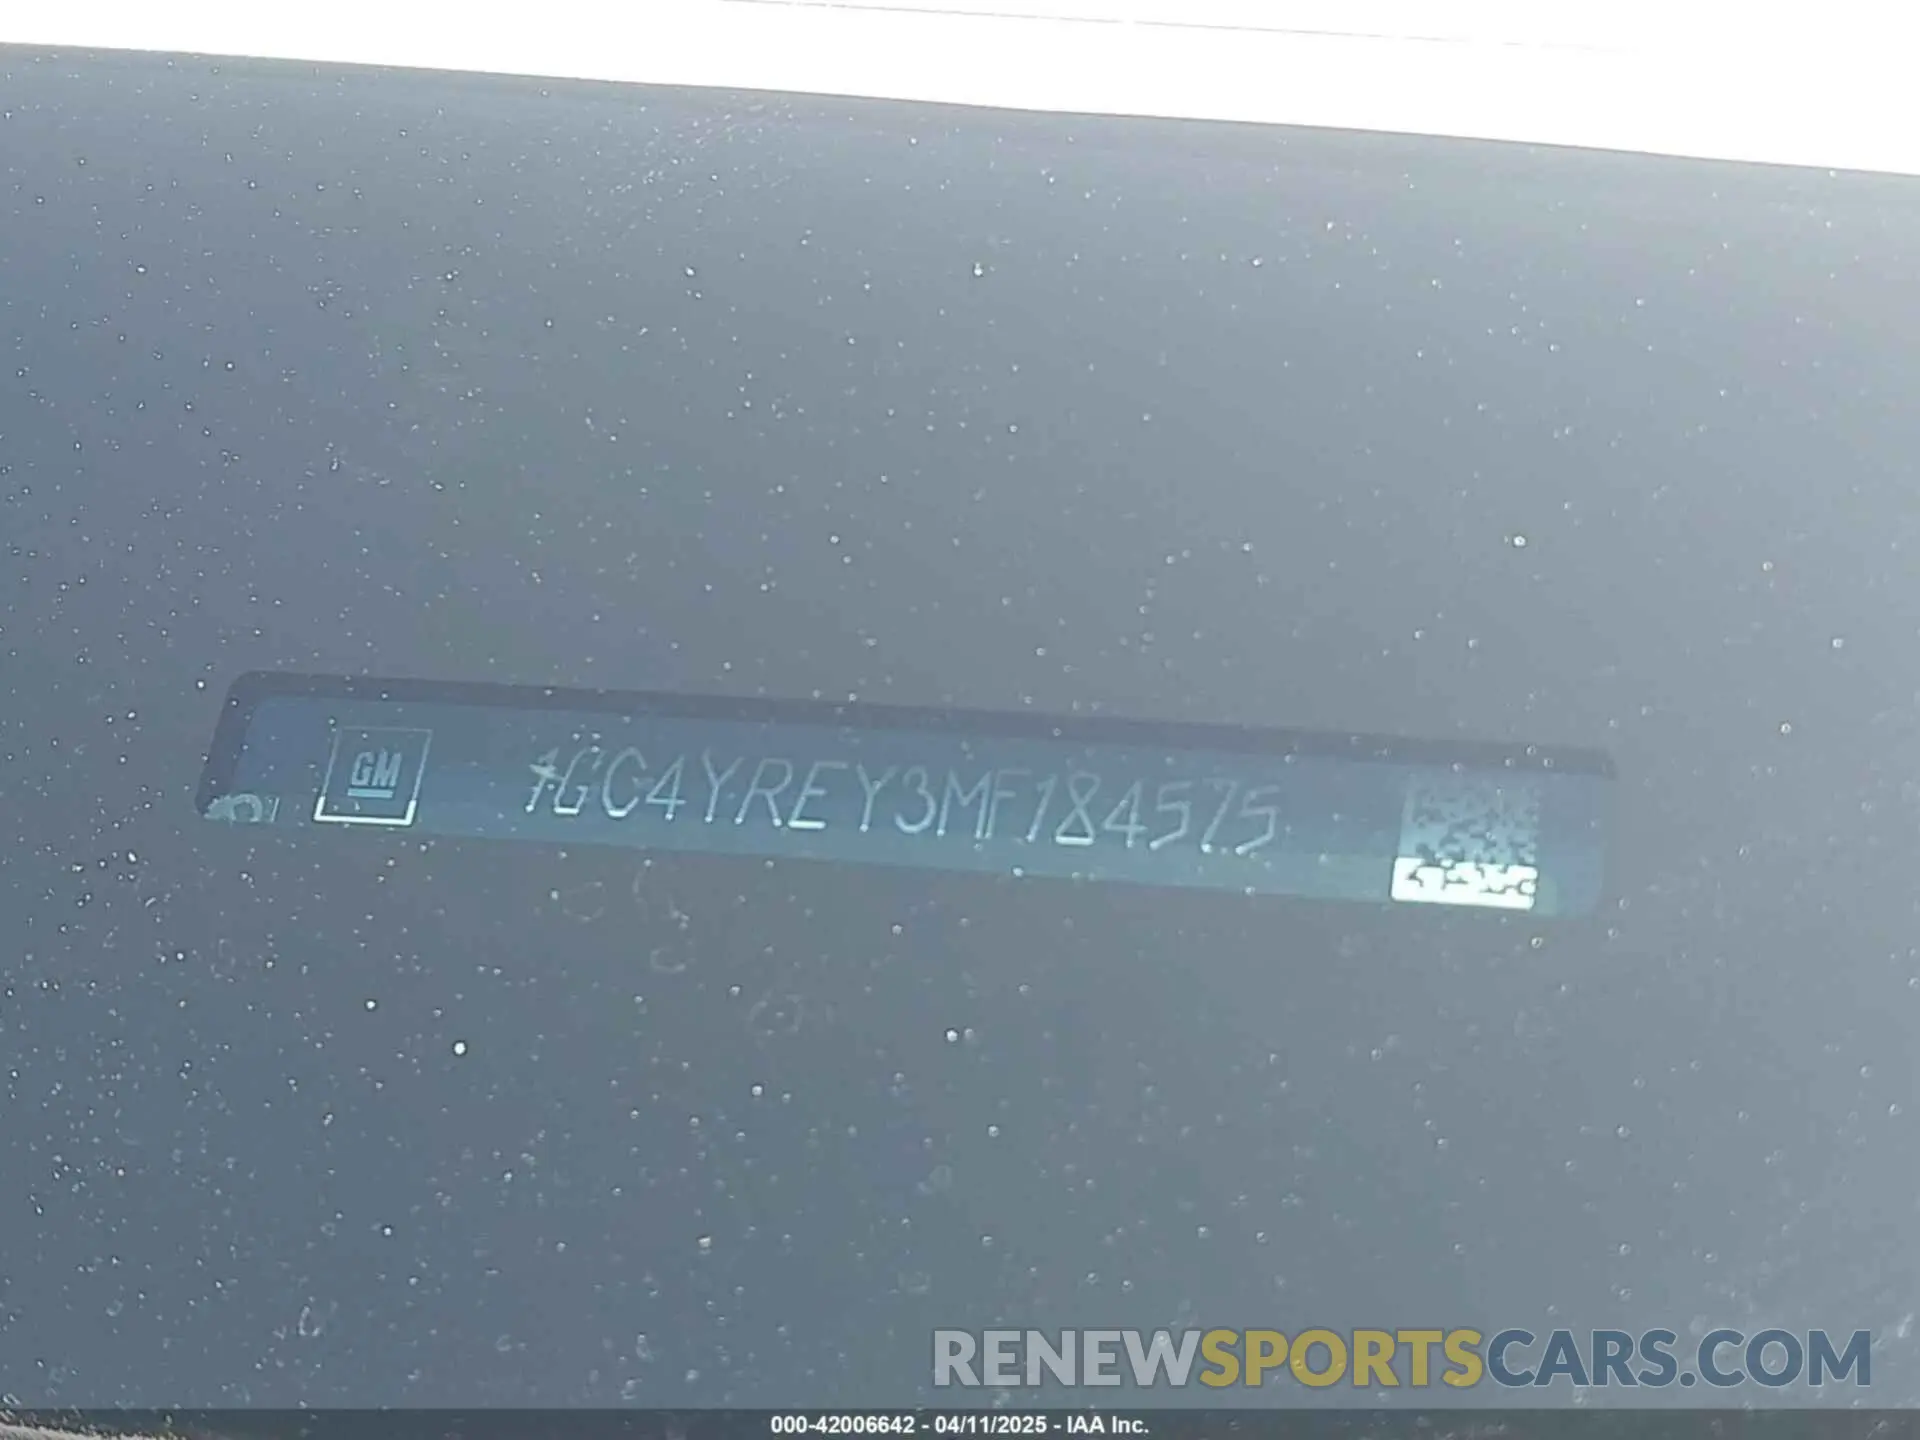 GM
1GC4YREY3MF184575
RENEWSPORTSCARS.COM
000-42006642 - 04/11/2025 - IAA Inc.